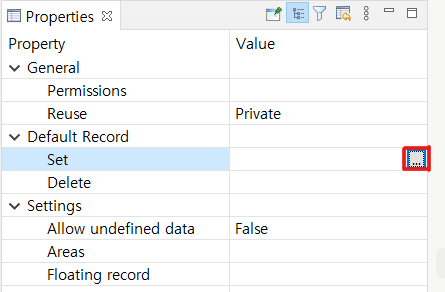 Properties
Property Value
General
Permissions
Reuse Private
Default Record
Set ...
Delete
Settings
Allow undefined data False
Areas
Floating record